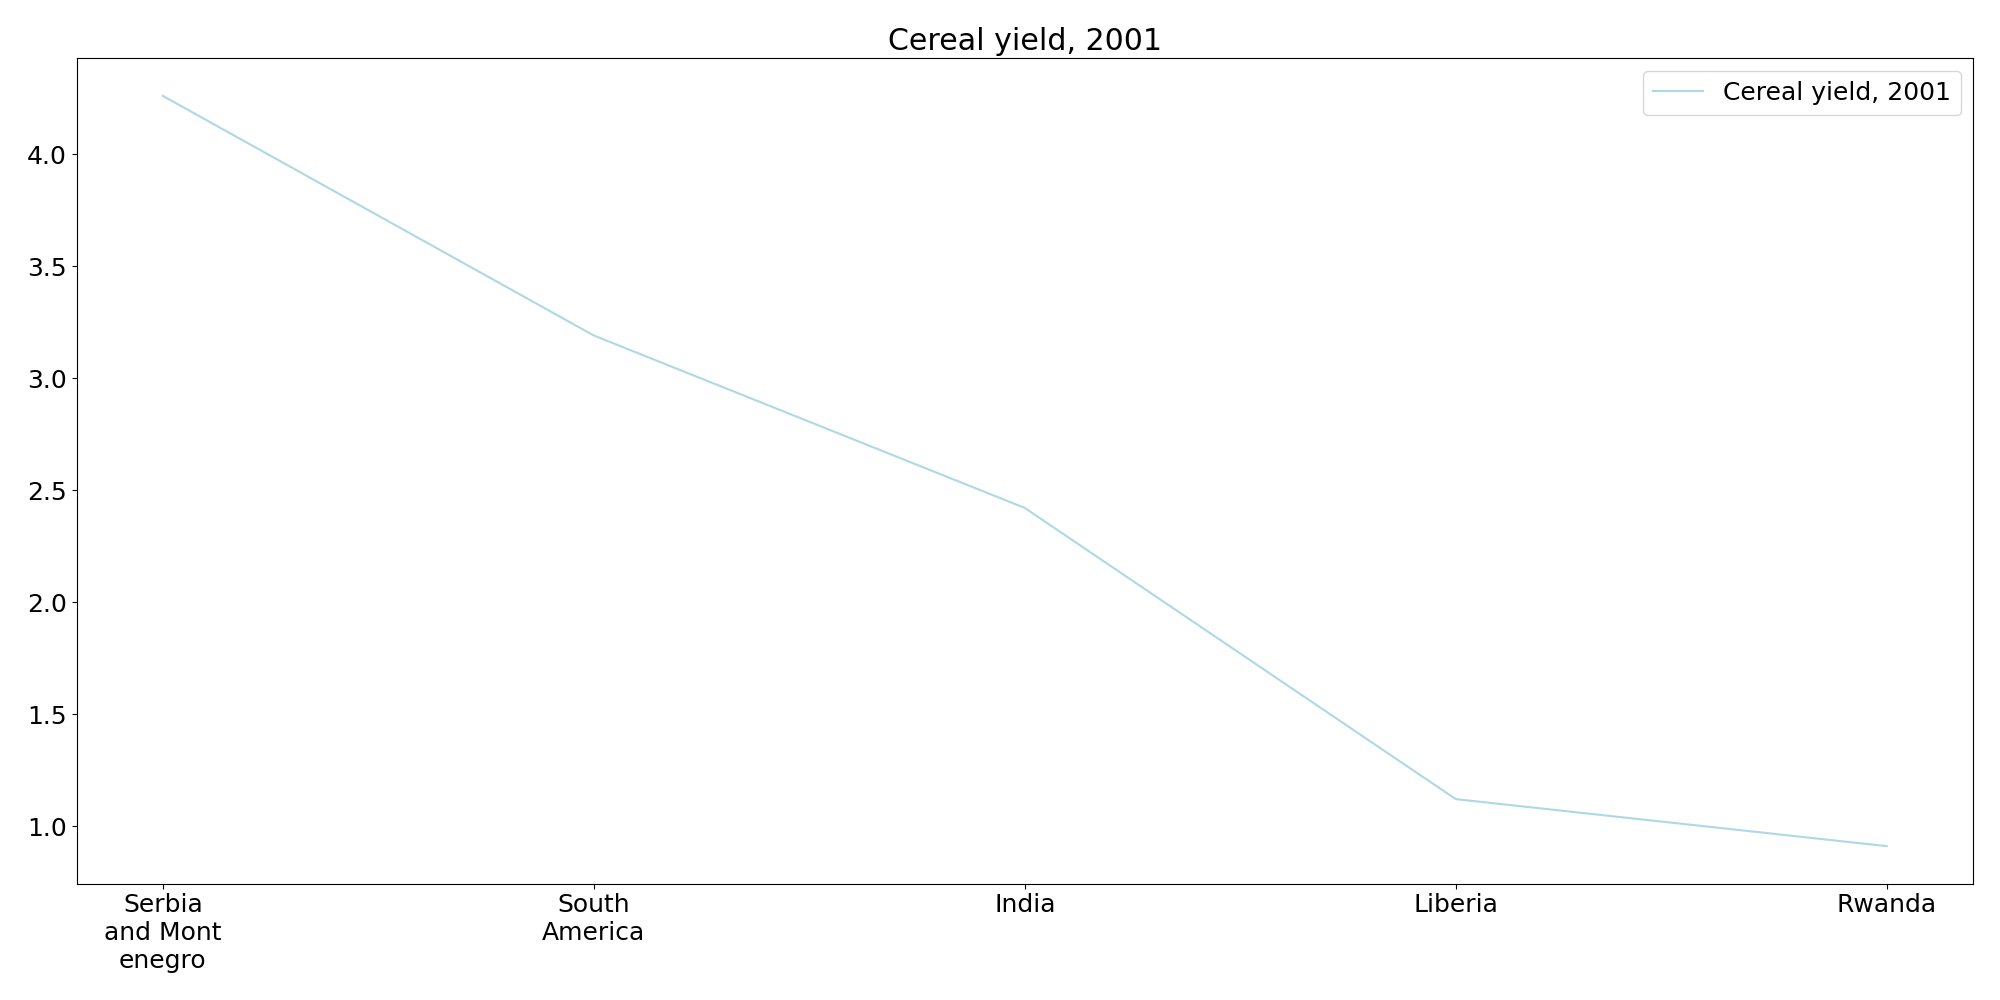 Cereal yield, 2001
Cereal yield, 2001
4.0
3.5
3.0
2.5
2.0
1.5
1.0
Serbia
and Mont
enegro
South
America
India
Liberia
Rwanda